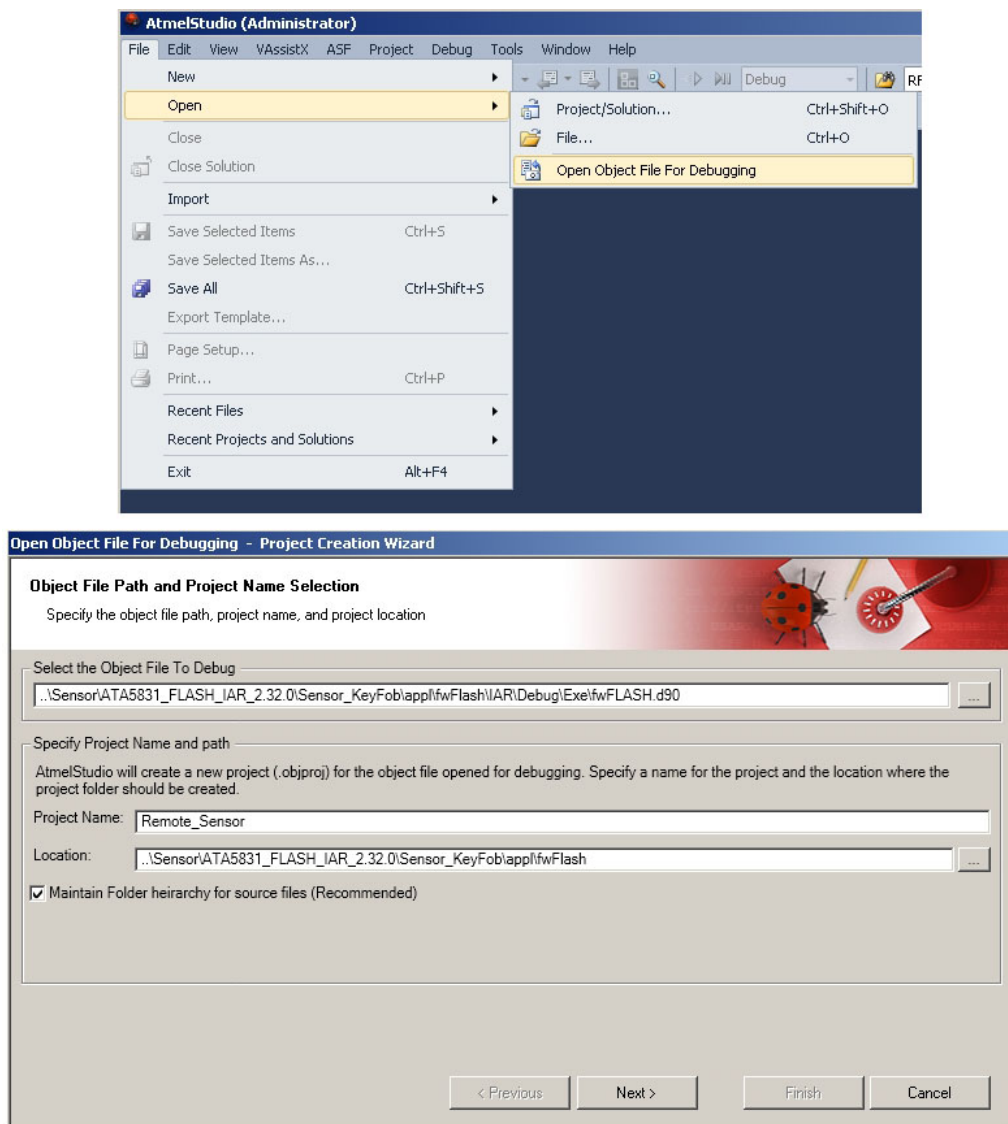 AtmelStudio (Administrator)
File Edit View VAssistX ASF Project Debug Tools Window Help
Debug
RF
New
Open
Project/Solution... Ctrl+Shift+O
File... Ctrl+O
Open Object File For Debugging
Close
Close Solution
Import
Save Selected Items Ctrl+S
Save Selected Items As...
Save All Ctrl+Shift+S
Export Template...
Page Setup...
Print... Ctrl+P
Recent Files
Recent Projects and Solutions
Exit Alt+F4
Open Object File For Debugging - Project Creation Wizard
Object File Path and Project Name Selection
Specify the object file path, project name, and project location
Select the Object File To Debug
..\Sensor\ATA5831_FLASH_IAR_2.32.0\Sensor_KeyFob\appl\fwFlash\IAR\Debug\Exe\fwFLASH.d90
...
Specify Project Name and path
AtmelStudio will create a new project (.objproj) for the object file opened for debugging. Specify a name for the project and the location where the
project folder should be created.
Project Name: Remote_Sensor
Location: ..\Sensor\ATA5831_FLASH_IAR_2.32.0\Sensor_KeyFob\appl\fwFlash
...
Maintain Folder heirarchy for source files (Recommended)
< Previous Next > Finish Cancel